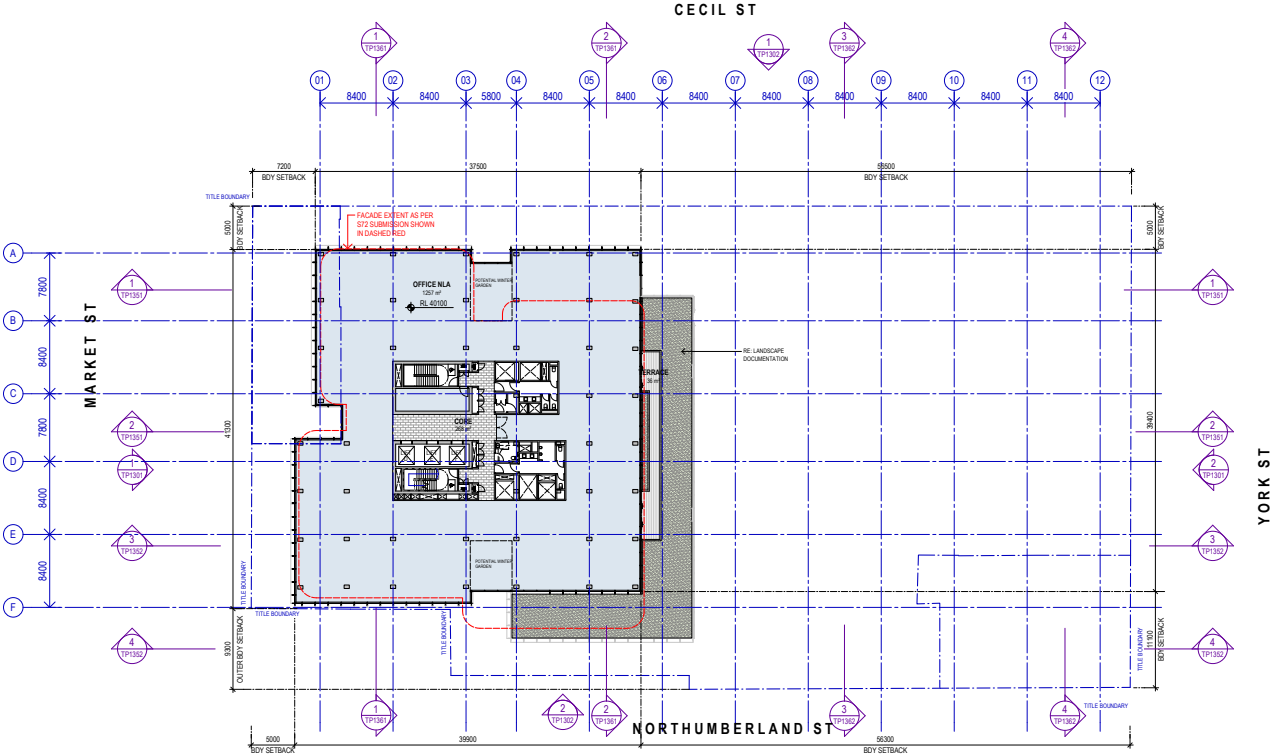 CECIL ST
1
TP1361
2
TP1361
1
TP1302
3
TP1362
4
TP1362
01
02
03
04
05
06
07
08
09
10
11
12
8400
8400
5800
8400
8400
8400
8400
8400
8400
8400
8400
7200
BDY SETBACK
37500
56500
BDY SETBACK
TITLE BOUNDARY
5000
BDY SETBACK
5000
BDY SETBACK
FACADE EXTENT AS PER
S72 SUBMISSION SHOWN
IN DASHED RED
A
B
C
D
E
F
7800
8400
7800
8400
8400
MARKET ST
1
TP1351
2
TP1351
1
TP1301
3
TP1352
4
TP1352
41300
OFFICE NLA
1257 m²
RL 40100
POTENTIAL WINTER
GARDEN
RE: LANDSCAPE
DOCUMENTATION
TERRACE
36 m²
CORE
POTENTIAL WINTER
GARDEN
39400
1
TP1351
2
TP1351
2
TP1301
3
TP1352
4
TP1352
YORK ST
TITLE BOUNDARY
TITLE BOUNDARY
TITLE BOUNDARY
TITLE BOUNDARY
TITLE BOUNDARY
9300
OUTER BDY SETBACK
11100
BDY SETBACK
1
TP1361
2
TP1302
2
TP1361
3
TP1362
4
TP1362
NORTHUMBERLAND ST
5000
BDY SETBACK
39900
56300
BDY SETBACK